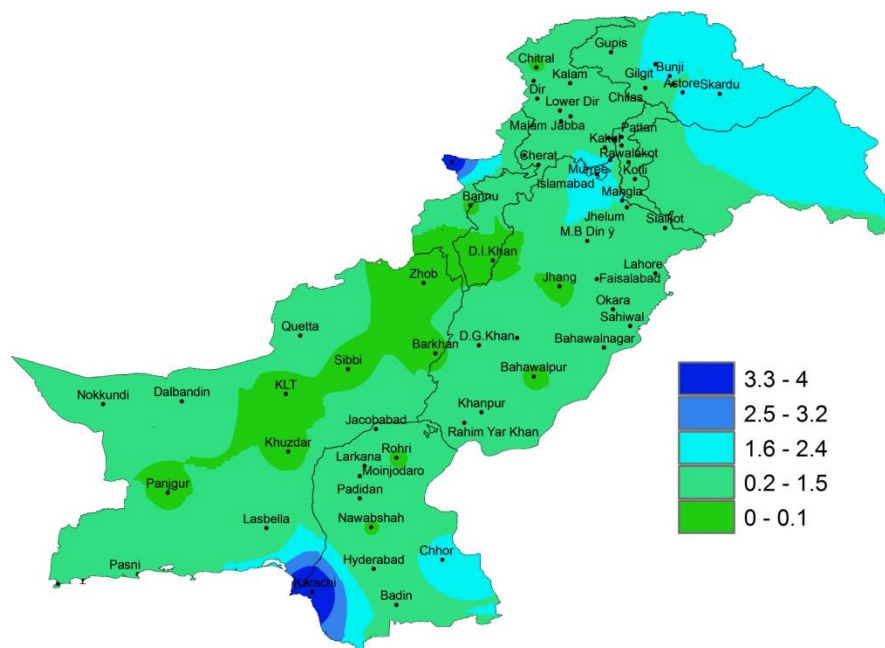 Gupis
Chitral
Kalam
Gilgit
Bunji
Dir
Chilas
Astore
Skardu
Lower Dir
Malam Jabba
Pattan
Cherat
Rawalakot
Murree
Kotli
Islamabad
Bannu
Mangla
Jhelum
Sialkot
M.B Din ÿ
D.I.Khan
Zhob
Jhang
Lahore
Faisalabad
Okara
Sahiwal
Quetta
D.G.Khan
Bahawalnagar
Barkhan
Sibbi
Bahawalpur
Nokkundi
Dalbandin
KLT
Khanpur
Jacobabad
Rahim Yar Khan
Khuzdar
Rohri
Larkana
Moinjodaro
Panjgur
Padidan
Lasbella
Nawabshah
Chhor
Pasni
Hyderabad
Karachi
Badin
3.3 - 4
2.5 - 3.2
1.6 - 2.4
0.2 - 1.5
0 - 0.1